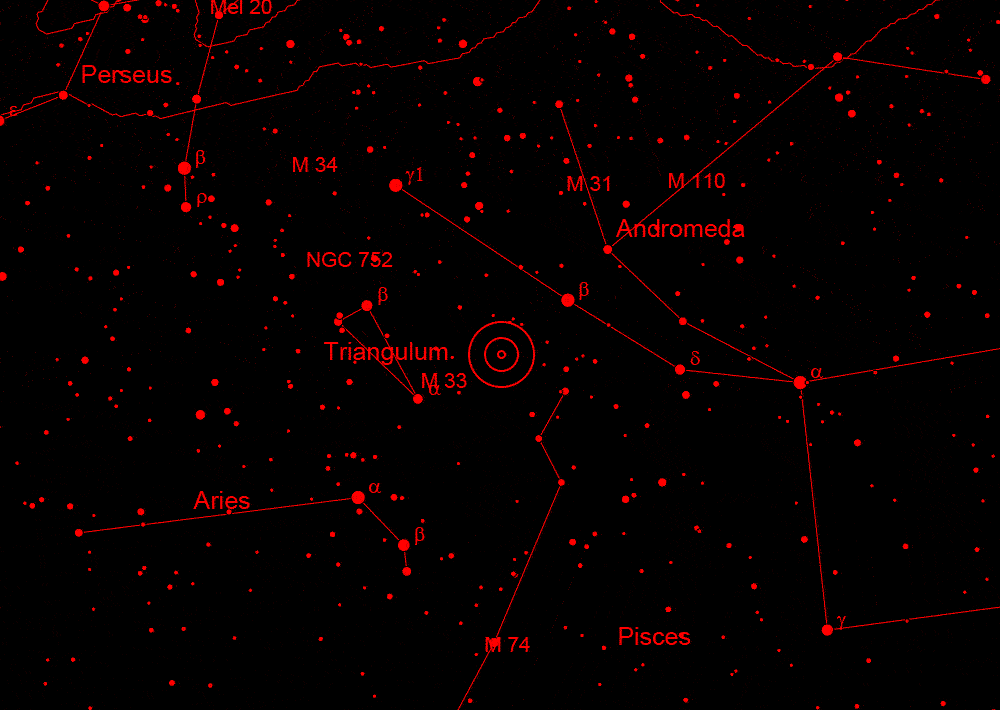 Mel 20
Perseus
ε
β
M 34
γ1
M 31
M 110
ρ
Andromeda
NGC 752
β
β
Triangulum
δ
M 33
α
α
α
Aries
β
γ
Pisces
M 74